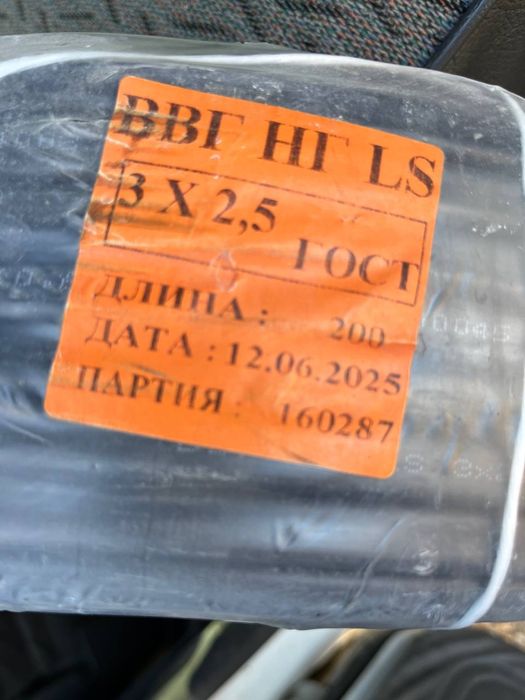 ВВГ НГ LS
3 Х 2,5
ГОСТ
ДЛИНА : 200
ДАТА : 12.06.2025
ПАРТИЯ : 160287